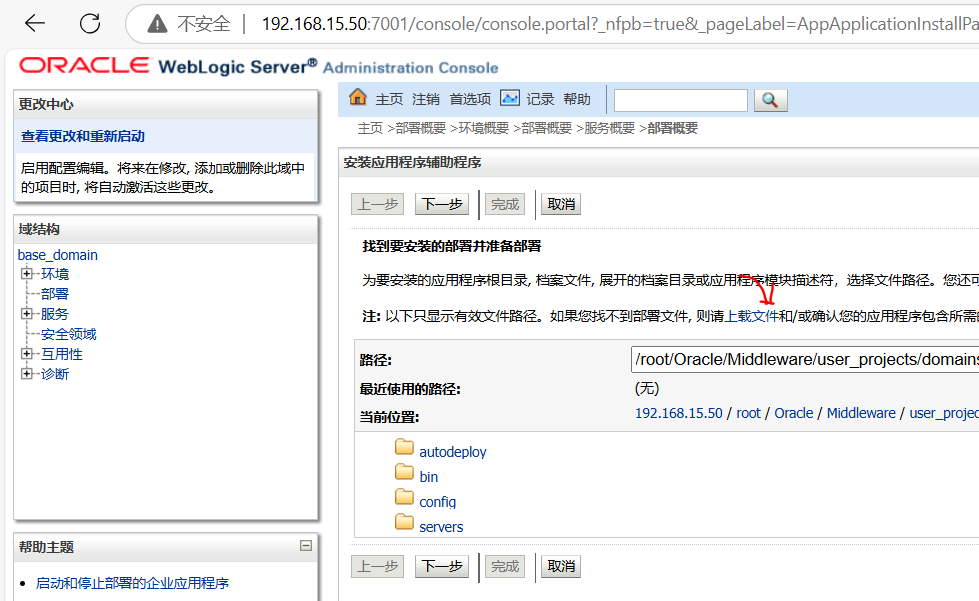 不安全 | 192.168.15.50:7001/console/console.portal?_nfpb=true&_pageLabel=AppApplicationInstallPa
ORACLE WebLogic Server® Administration Console
更改中心
查看更改和重新启动
启用配置编辑。将来在修改, 添加或删除此域中
的项目时, 将自动激活这些更改。
域结构
base_domain
环境
部署
服务
安全领域
互用性
诊断
帮助主题
启动和停止部署的企业应用程序
主页 注销 首选项 记录 帮助
主页 >部署概要 >环境概要 >部署概要 >服务概要 >部署概要
安装应用程序辅助程序
上一步 下一步 完成 取消
找到要安装的部署并准备部署
为要安装的应用程序根目录, 档案文件, 展开的档案目录或应用程序模块描述符，选择文件路径。您还可
注: 以下只显示有效文件路径。如果您找不到部署文件, 则请上载文件和/或确认您的应用程序包含所需
路径: /root/Oracle/Middleware/user_projects/domains
最近使用的路径: (无)
当前位置: 192.168.15.50 / root / Oracle / Middleware / user_projec
autodeploy
bin
config
servers
上一步 下一步 完成 取消